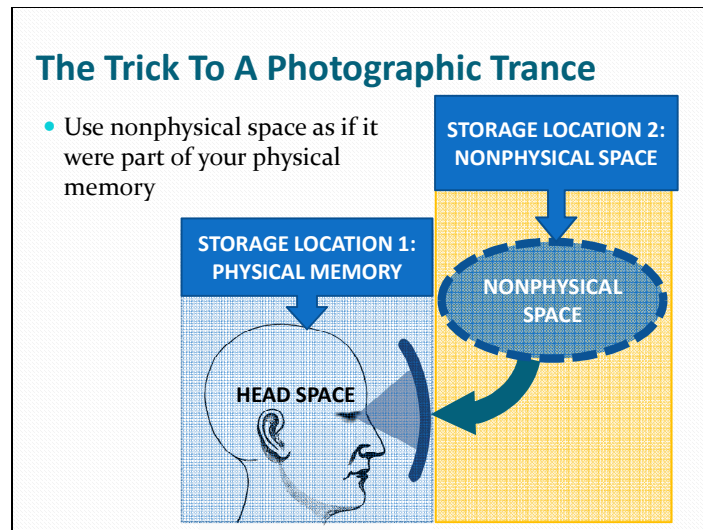 The Trick To A Photographic Trance
• Use nonphysical space as if it
were part of your physical
memory
STORAGE LOCATION 2:
NONPHYSICAL SPACE
STORAGE LOCATION 1:
PHYSICAL MEMORY
NONPHYSICAL
SPACE
HEAD SPACE